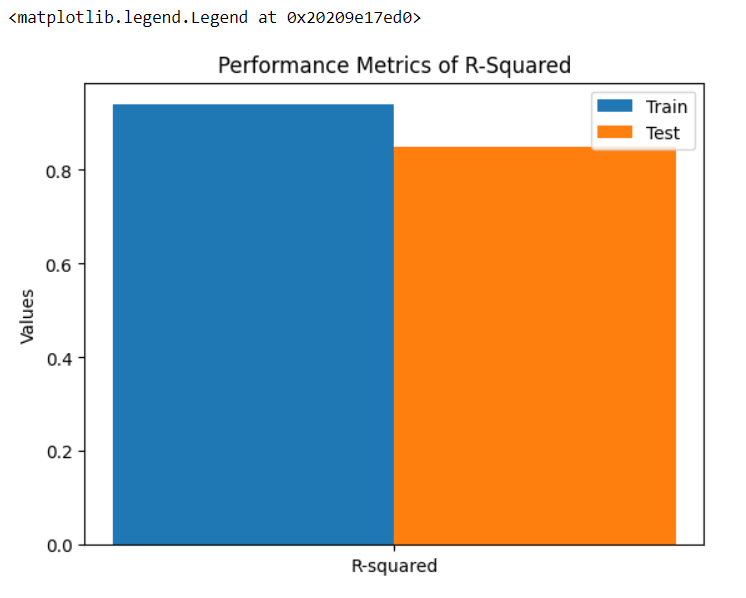 <matplotlib.legend.Legend at 0x20209e17ed0>
Performance Metrics of R-Squared
Train
Test
0.8
0.6
0.4
0.2
0.0
Values
R-squared